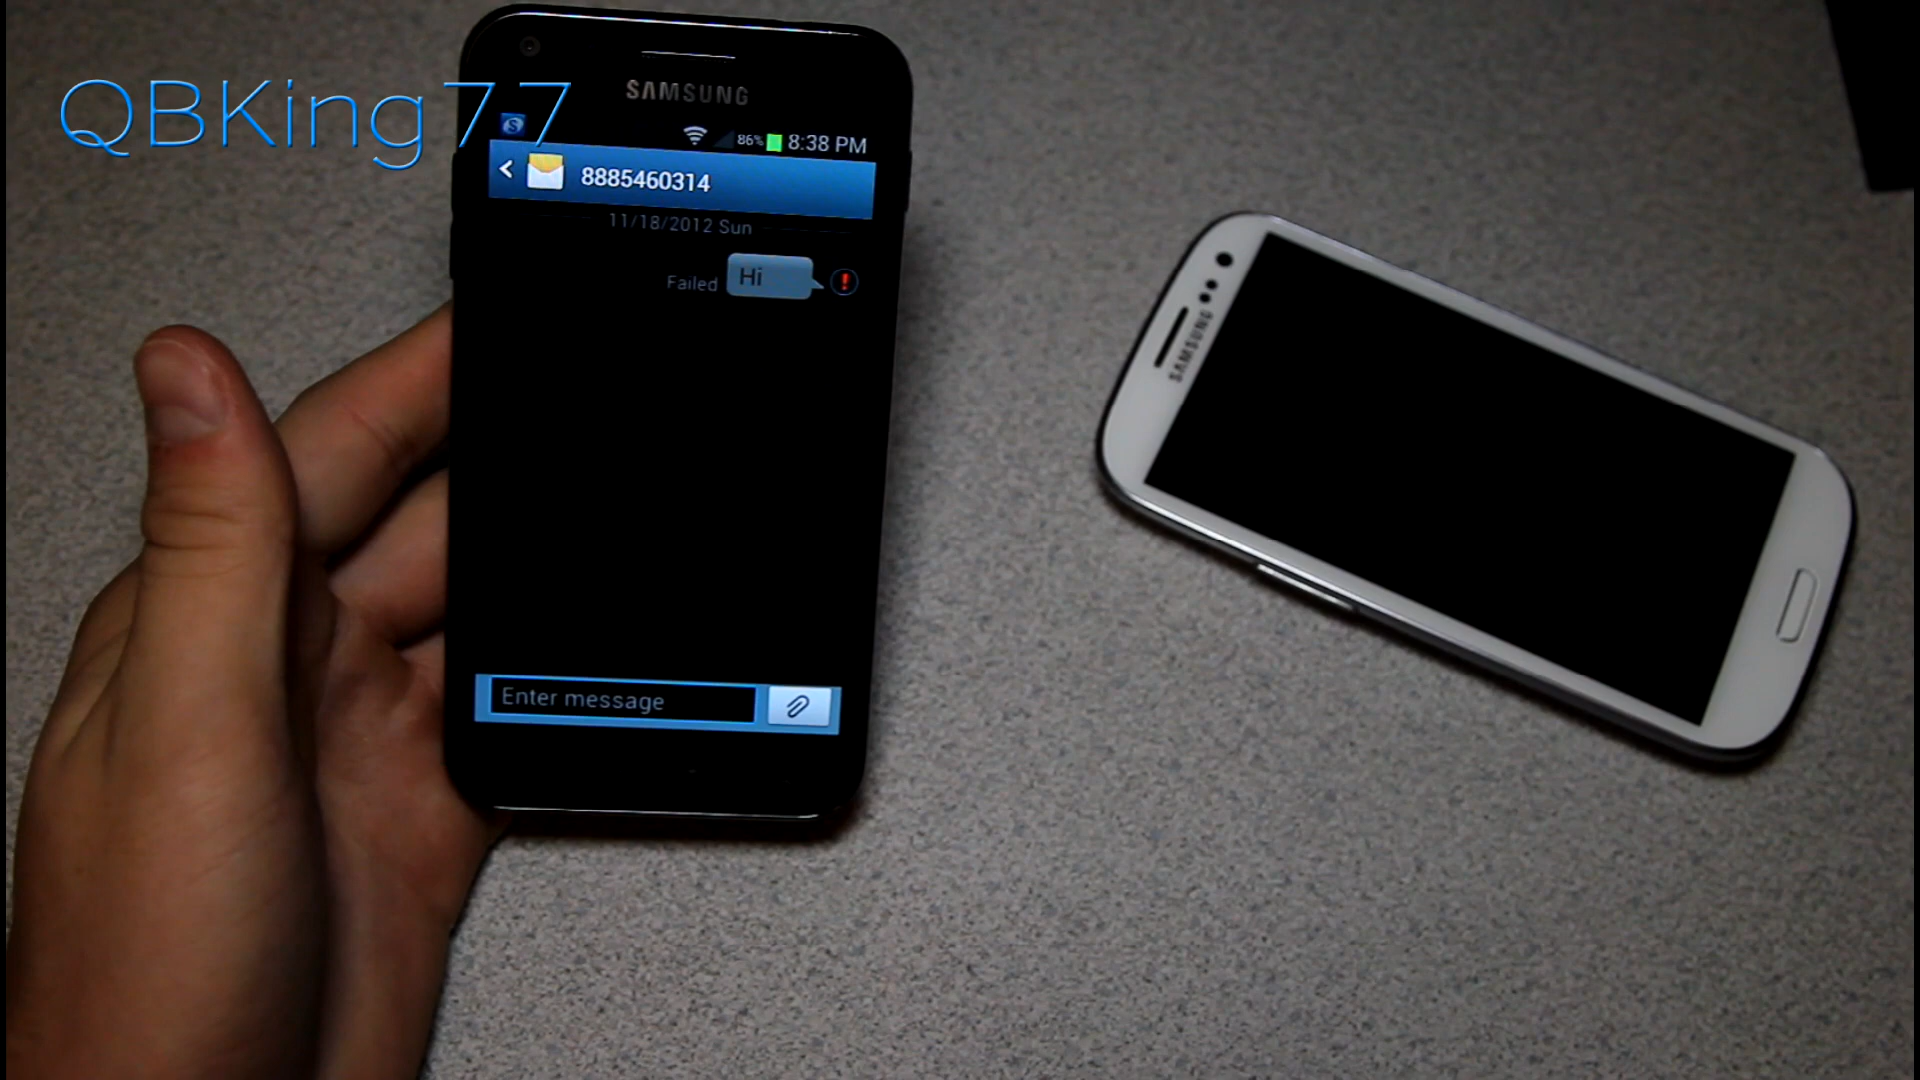 QBKing77
SAMSUNG
86% 8:38 PM
8885460314
11/18/2012 Sun
Failed Hi !
Enter message
SAMSUNG